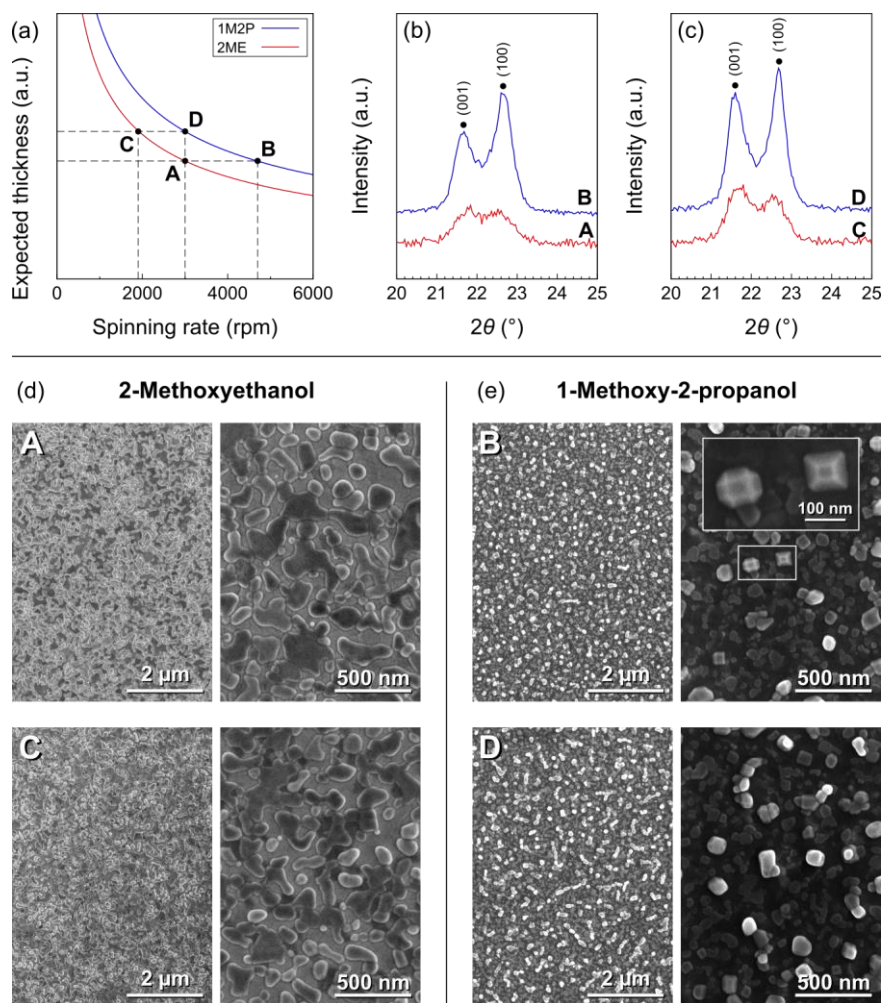 (a)
1M2P
2ME
D
C
B
A
Expected thickness (a.u.)
0
2000
4000
6000
Spinning rate (rpm)
(b)
(001)
(100)
Intensity (a.u.)
B
A
20
21
22
23
24
25
2θ (°)
(c)
(001)
(100)
Intensity (a.u.)
D
C
20
21
22
23
24
25
2θ (°)
(d)
2-Methoxyethanol
A
2 µm
500 nm
C
2 µm
500 nm
(e)
1-Methoxy-2-propanol
B
2 µm
100 nm
500 nm
D
2 µm
500 nm